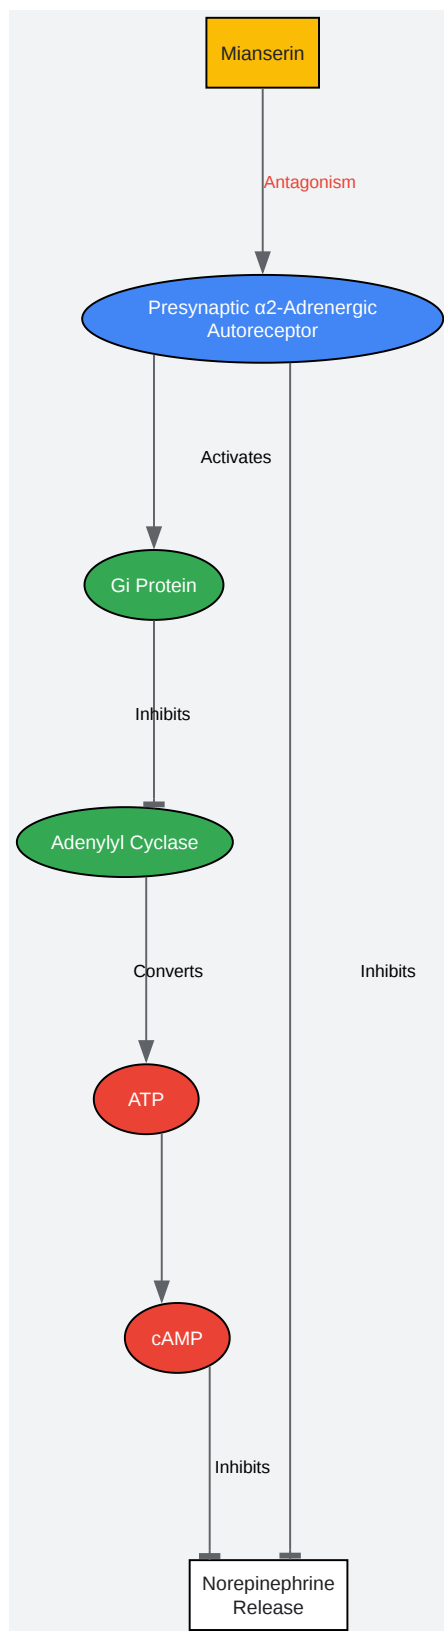 Mianserin
Antagonism
Presynaptic α2-Adrenergic
Autoreceptor
Activates
Gi Protein
Inhibits
Adenylyl Cyclase
Converts
Inhibits
ATP
cAMP
Inhibits
Norepinephrine
Release